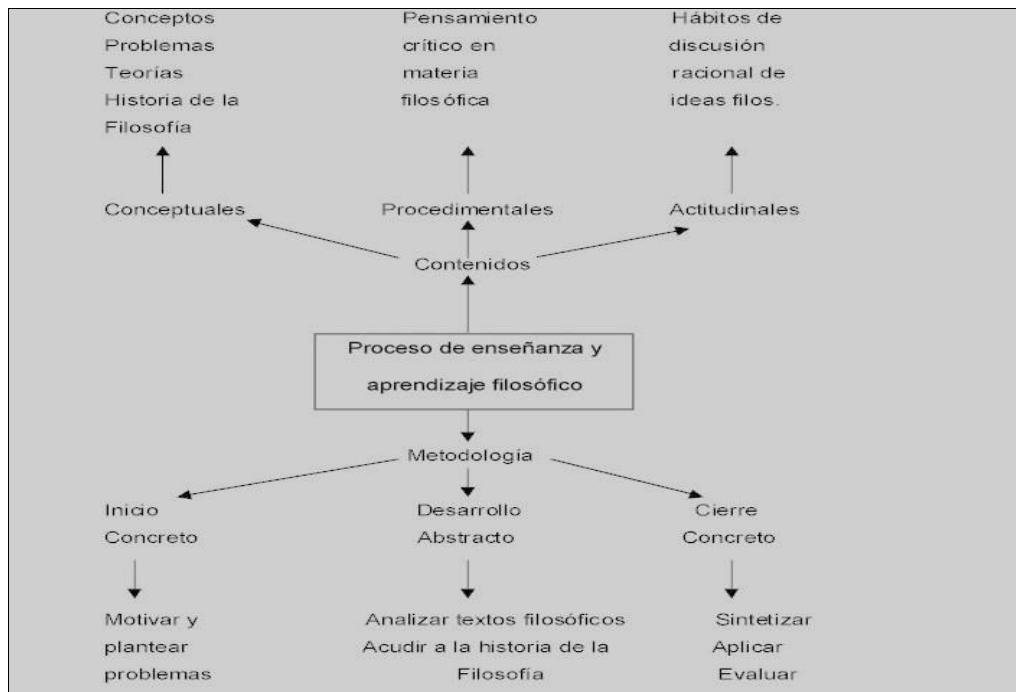 Conceptos
Problemas
Teorías
Historia de la
Filosofía
Pensamiento
crítico en
materia
filosófica
Hábitos de
discusión
racional de
ideas filos.
Conceptuales
Procedimentales
Actitudinales
Contenidos
Proceso de enseñanza y
aprendizaje filosófico
Metodología
Inicio
Concreto
Desarrollo
Abstracto
Cierre
Concreto
Motivar y
plantear
problemas
Analizar textos filosóficos
Acudir a la historia de la
Filosofía
Sintetizar
Aplicar
Evaluar